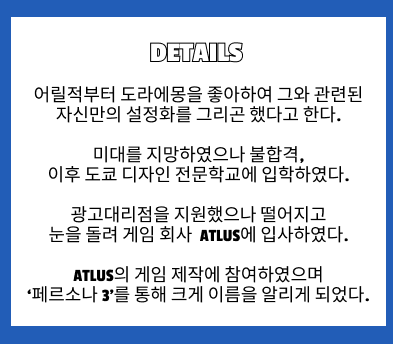 DETAILS
어릴적부터 도라에몽을 좋아하여 그와 관련된
자신만의 설정화를 그리곤 했다고 한다.
미대를 지망하였으나 불합격,
이후 도쿄 디자인 전문학교에 입학하였다.
광고대리점을 지원했으나 떨어지고
눈을 돌려 게임 회사 ATLUS에 입사하였다.
ATLUS의 게임 제작에 참여하였으며
‘페르소나 3’를 통해 크게 이름을 알리게 되었다.